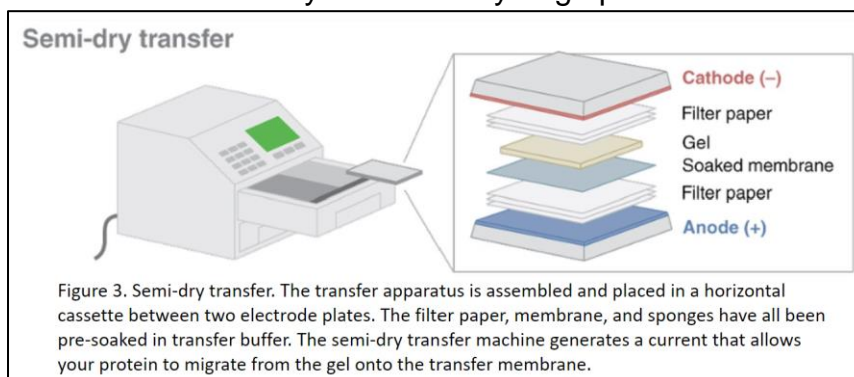 Semi-dry transfer
Cathode (–)
Filter paper
Gel
Soaked membrane
Filter paper
Anode (+)
Figure 3. Semi-dry transfer. The transfer apparatus is assembled and placed in a horizontal
cassette between two electrode plates. The filter paper, membrane, and sponges have all been
pre-soaked in transfer buffer. The semi-dry transfer machine generates a current that allows
your protein to migrate from the gel onto the transfer membrane.